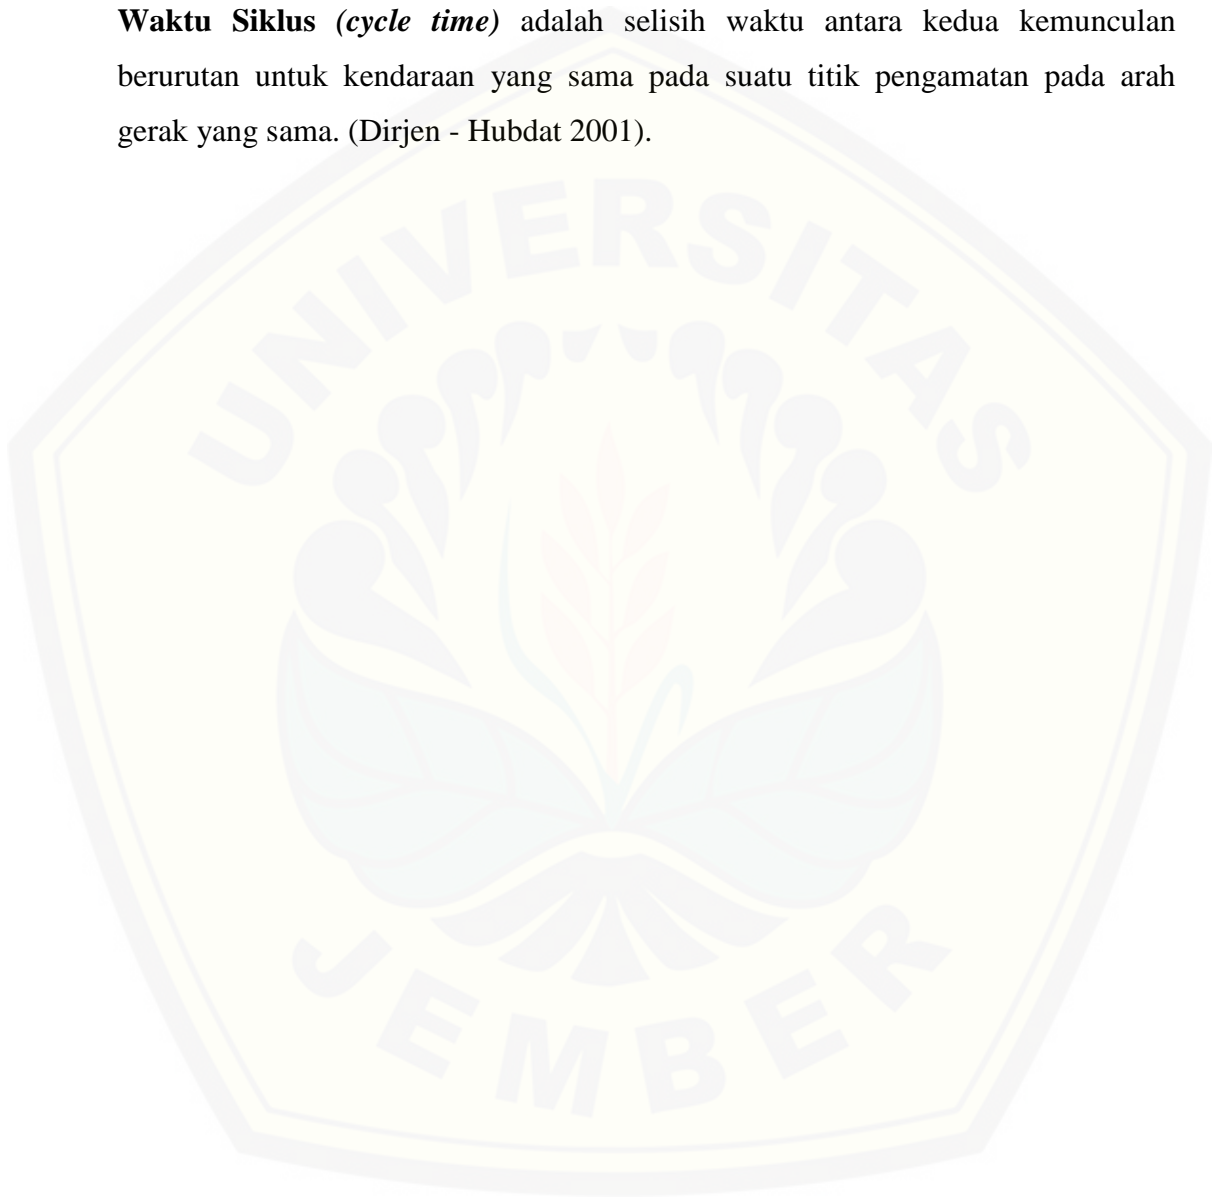 Waktu Siklus (cycle time) adalah selisih waktu antara kedua kemunculan
berurutan untuk kendaraan yang sama pada suatu titik pengamatan pada arah
gerak yang sama. (Dirjen - Hubdat 2001).
UNIVERSITAS
JEMBER